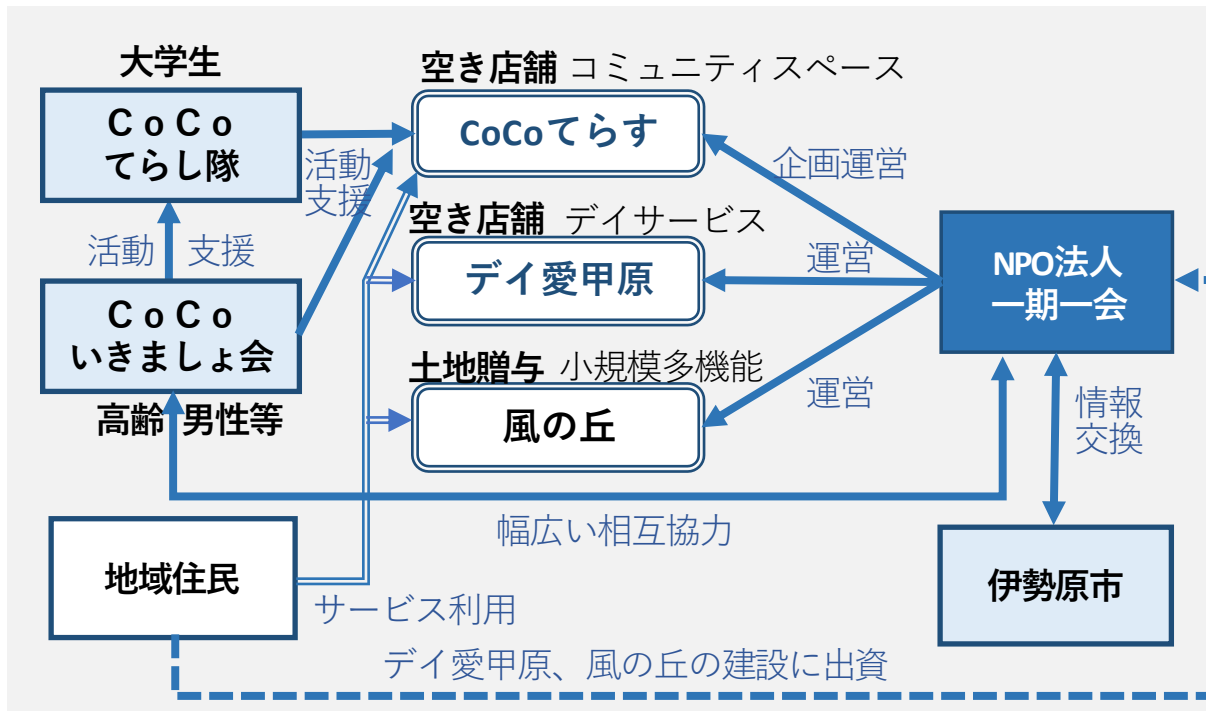 大学生
CoCo
てらし隊
活動 支援
CoCo
いきましょ会
高齢 男性等
活動
支援
空き店舗 コミュニティスペース
CoCoてらす
空き店舗 デイサービス
デイ愛甲原
土地贈与 小規模多機能
風の丘
企画運営
運営
運営
NPO法人
一期一会
情報
交換
伊勢原市
幅広い相互協力
地域住民
サービス利用
デイ愛甲原、風の丘の建設に出資